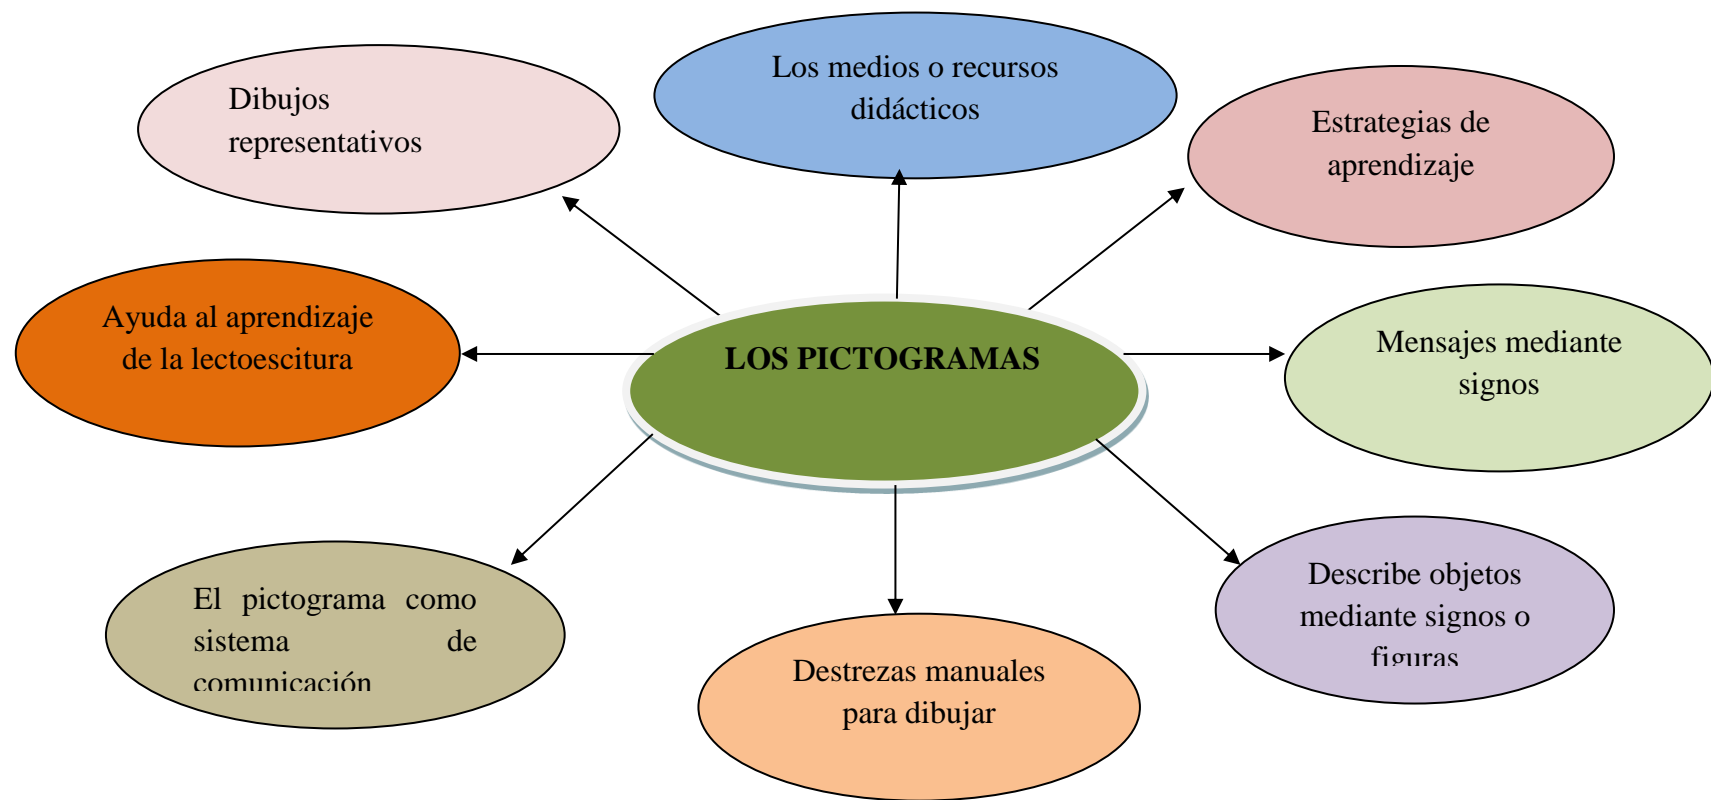 Los medios o recursos
didácticos
Dibujos
representativos
Estrategias de
aprendizaje
Ayuda al aprendizaje
de la lectoescitura
LOS PICTOGRAMAS
Mensajes mediante
signos
El pictograma como
sistema de
comunicación
Destrezas manuales
para dibujar
Describe objetos
mediante signos o
figuras